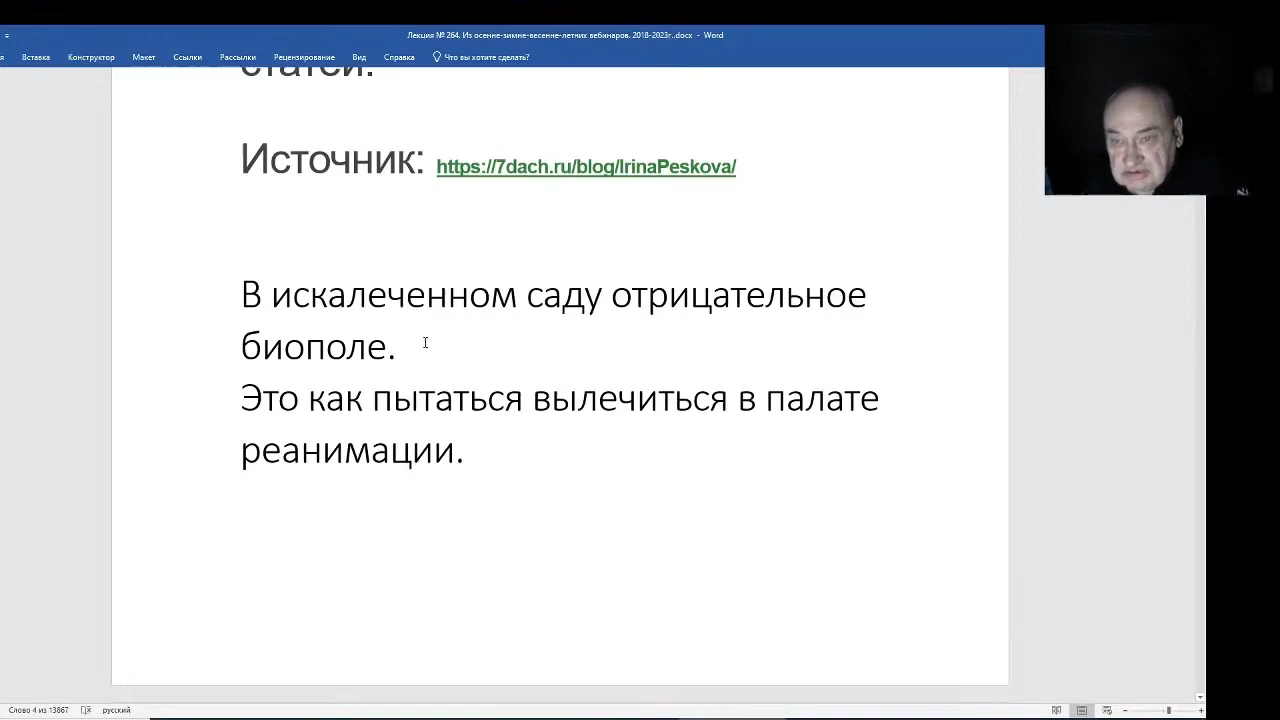 Лекция № 264. Из осенне-зимне-весенне-летних вебинаров. 2018-2023г..docx - Word
Вставка Конструктор Макет Ссылки Рассылки Рецензирование Вид Справка Что вы хотите сделать?
статей.
Источник: https://7dach.ru/blog/IrinaPeskova/
В искалеченном саду отрицательное
биополе.
Это как пытаться вылечиться в палате
реанимации.
Слово 4 из 13867 русский